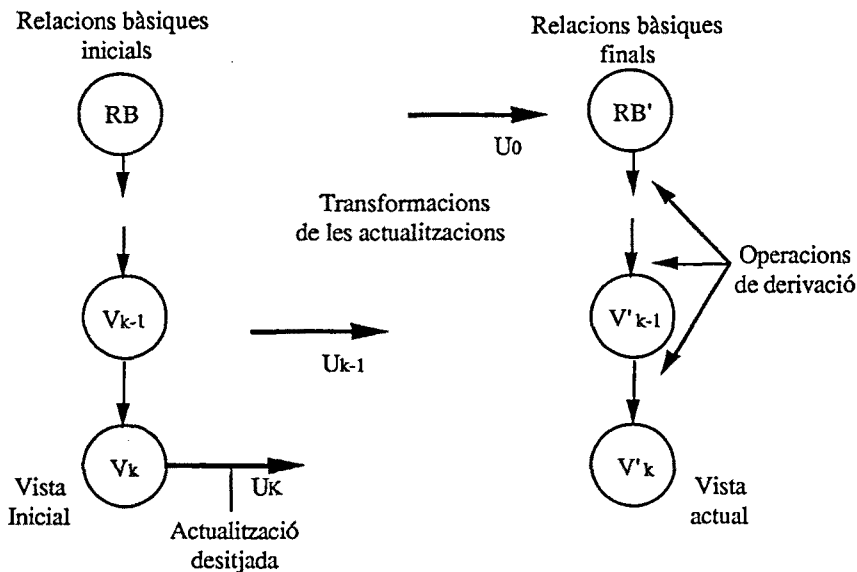 Relacions bàsiques
inicials
Relacions bàsiques
finals
RB
RB'
U0
Transformacions
de les actualitzacions
Operacions
de derivació
Vk-1
V'k-1
Uk-1
Vk
V'k
UK
Vista
Inicial
Vista
actual
Actualització
desitjada